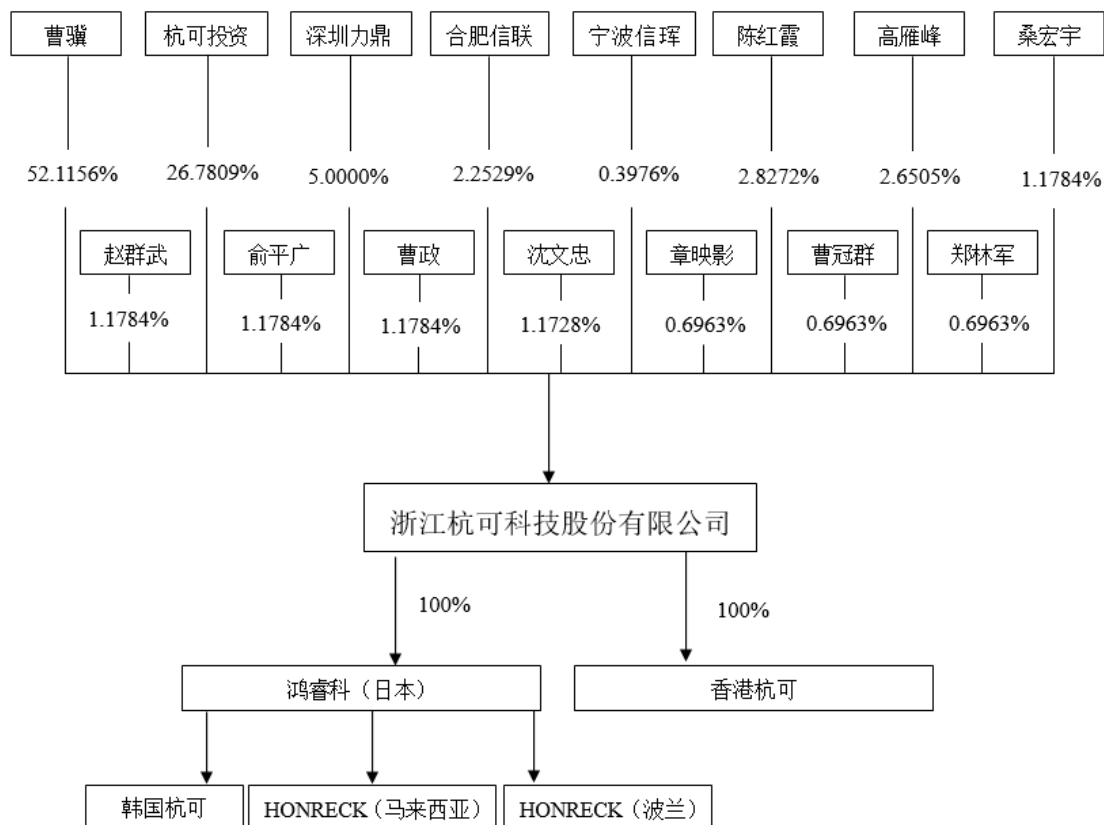 曹骥 杭可投资 深圳力鼎 合肥信联 宁波信珲 陈红霞 高雁峰 桑宏宇
52.1156% 26.7809% 5.0000% 2.2529% 0.3976% 2.8272% 2.6505% 1.1784%
赵群武 俞平广 曹政 沈文忠 章映影 曹冠群 郑林军
1.1784% 1.1784% 1.1784% 1.1728% 0.6963% 0.6963% 0.6963%
浙江杭可科技股份有限公司
100% 100%
鸿睿科（日本） 香港杭可
韩国杭可 HONRECK（马来西亚） HONRECK（波兰）